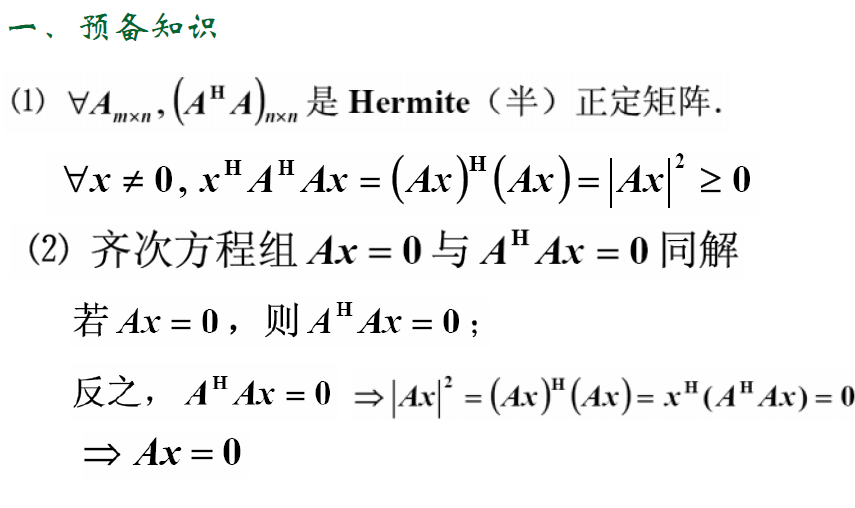 一、预备知识
(1) ∀A_{m×n}, (A^H A)_{n×n} 是 Hermite（半）正定矩阵.
∀x ≠ 0, x^H A^H Ax = (Ax)^H (Ax) = |Ax|^2 ≥ 0
(2) 齐次方程组 Ax = 0 与 A^H Ax = 0 同解
若 Ax = 0，则 A^H Ax = 0；
反之， A^H Ax = 0 ⇒ |Ax|^2 = (Ax)^H (Ax) = x^H (A^H Ax) = 0
⇒ Ax = 0